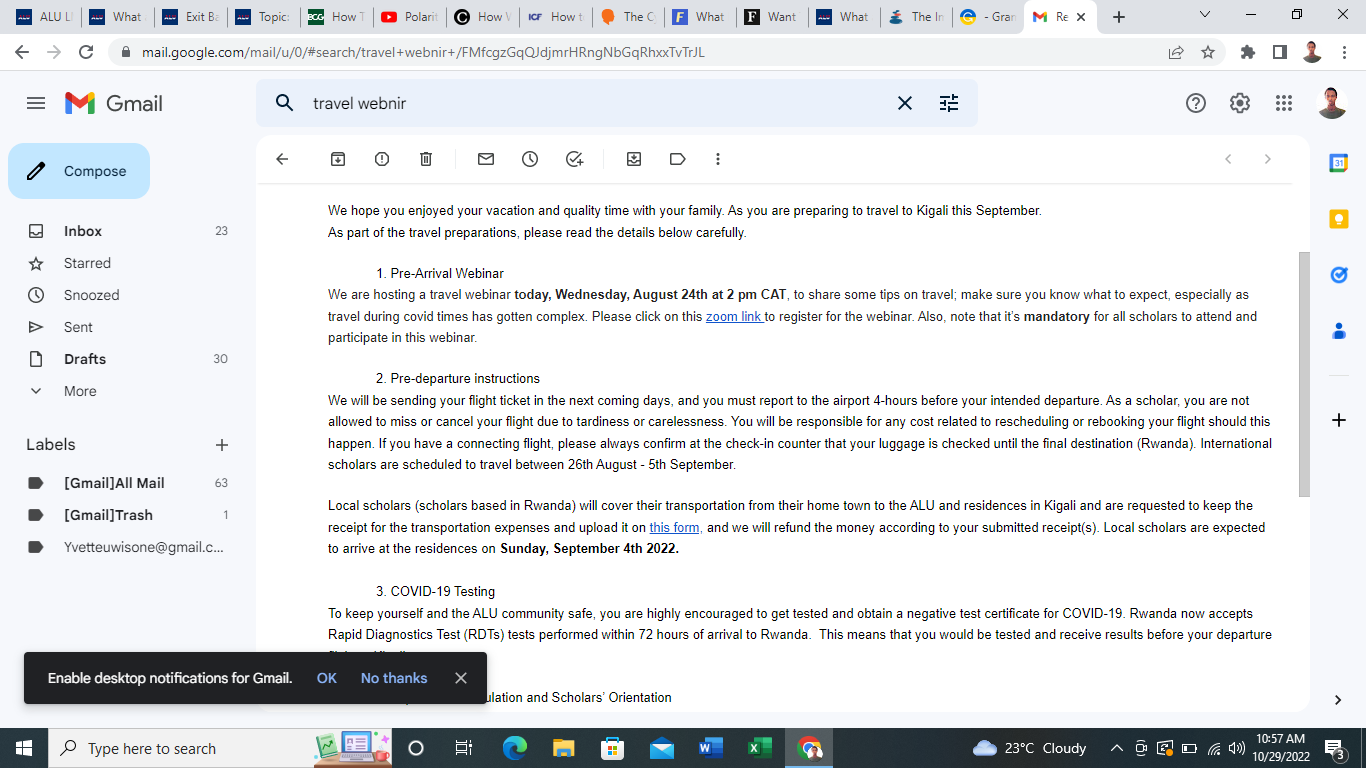 ALU Ll What Exit Ba Topic: BCG How T Polarit How W ICF How to The C What Want What The In - Gran Re
mail.google.com/mail/u/0/#search/travel+webnir+/FMfcgzGqQJdjmrHRngNbGqRhxxTvTrJL
Gmail
travel webnir
Compose
Inbox 23
Starred
Snoozed
Sent
Drafts 30
More
Labels
[Gmail]All Mail 63
[Gmail]Trash 1
Yvetteuwisone@gmail.c...
31
We hope you enjoyed your vacation and quality time with your family. As you are preparing to travel to Kigali this September.
As part of the travel preparations, please read the details below carefully.
1. Pre-Arrival Webinar
We are hosting a travel webinar today, Wednesday, August 24th at 2 pm CAT, to share some tips on travel; make sure you know what to expect, especially as
travel during covid times has gotten complex. Please click on this zoom link to register for the webinar. Also, note that it's mandatory for all scholars to attend and
participate in this webinar.
2. Pre-departure instructions
We will be sending your flight ticket in the next coming days, and you must report to the airport 4-hours before your intended departure. As a scholar, you are not
allowed to miss or cancel your flight due to tardiness or carelessness. You will be responsible for any cost related to rescheduling or rebooking your flight should this
happen. If you have a connecting flight, please always confirm at the check-in counter that your luggage is checked until the final destination (Rwanda). International
scholars are scheduled to travel between 26th August - 5th September.
Local scholars (scholars based in Rwanda) will cover their transportation from their home town to the ALU and residences in Kigali and are requested to keep the
receipt for the transportation expenses and upload it on this form, and we will refund the money according to your submitted receipt(s). Local scholars are expected
to arrive at the residences on Sunday, September 4th 2022.
3. COVID-19 Testing
To keep yourself and the ALU community safe, you are highly encouraged to get tested and obtain a negative test certificate for COVID-19. Rwanda now accepts
Rapid Diagnostics Test (RDTs) tests performed within 72 hours of arrival to Rwanda. This means that you would be tested and receive results before your departure
ulation and Scholars' Orientation
Enable desktop notifications for Gmail. OK No thanks
Type here to search
23°C Cloudy
10:57 AM
10/29/2022
3